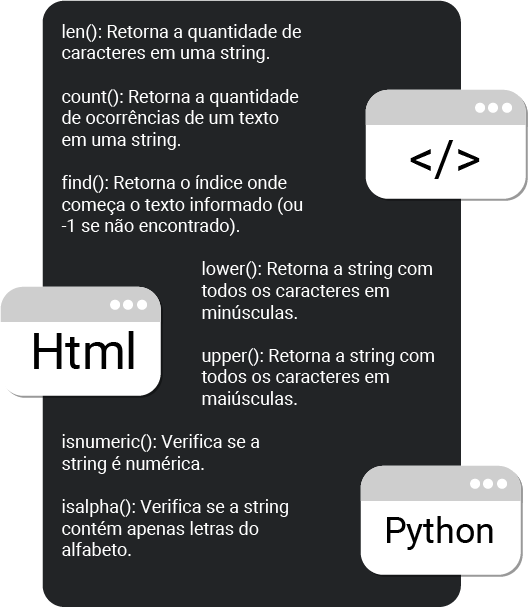 len(): Retorna a quantidade de
caracteres em uma string.
count(): Retorna a quantidade
de ocorrências de um texto
em uma string.
</>
find(): Retorna o índice onde
começa o texto informado (ou
-1 se não encontrado).
lower(): Retorna a string com
todos os caracteres em
minúsculas.
Html
upper(): Retorna a string com
todos os caracteres em
maiúsculas.
isnumeric(): Verifica se a
string é numérica.
isalpha(): Verifica se a string
contém apenas letras do
alfabeto.
Python